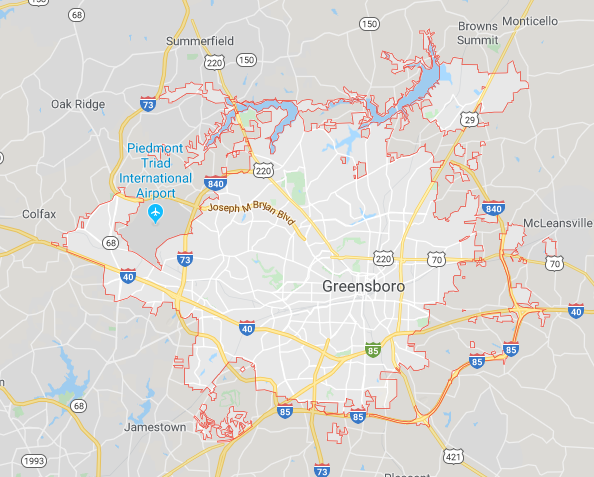 68
150
Monticello
Browns
Summit
Summerfield
220
150
Oak Ridge
73
29
Piedmont
Triad
International
Airport
220
840
Joseph M Bryan Blvd
840
Colfax
68
McLeansville
73
220
70
70
40
Greensboro
40
40
85
85
85
68
85
85
Jamestown
421
1993
73